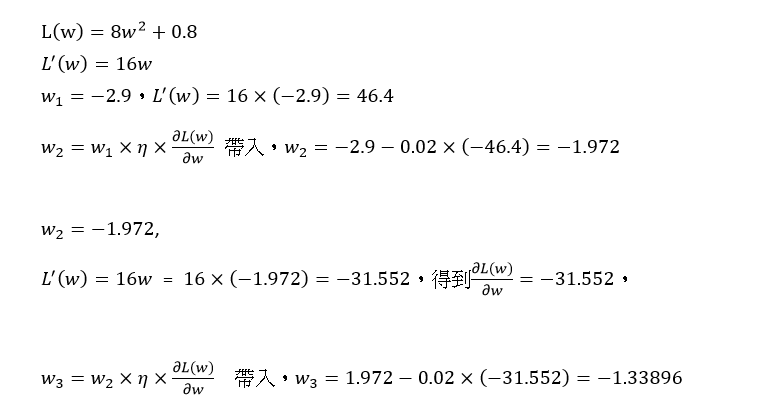 L(w) = 8w² + 0.8
L′(w) = 16w
w₁ = −2.9，L′(w) = 16 × (−2.9) = 46.4
w₂ = w₁ × η × ∂L(w)/∂w 帶入，w₂ = −2.9 − 0.02 × (−46.4) = −1.972
w₂ = −1.972,
L′(w) = 16w = 16 × (−1.972) = −31.552，得到∂L(w)/∂w = −31.552，
w₃ = w₂ × η × ∂L(w)/∂w 帶入，w₃ = 1.972 − 0.02 × (−31.552) = −1.33896